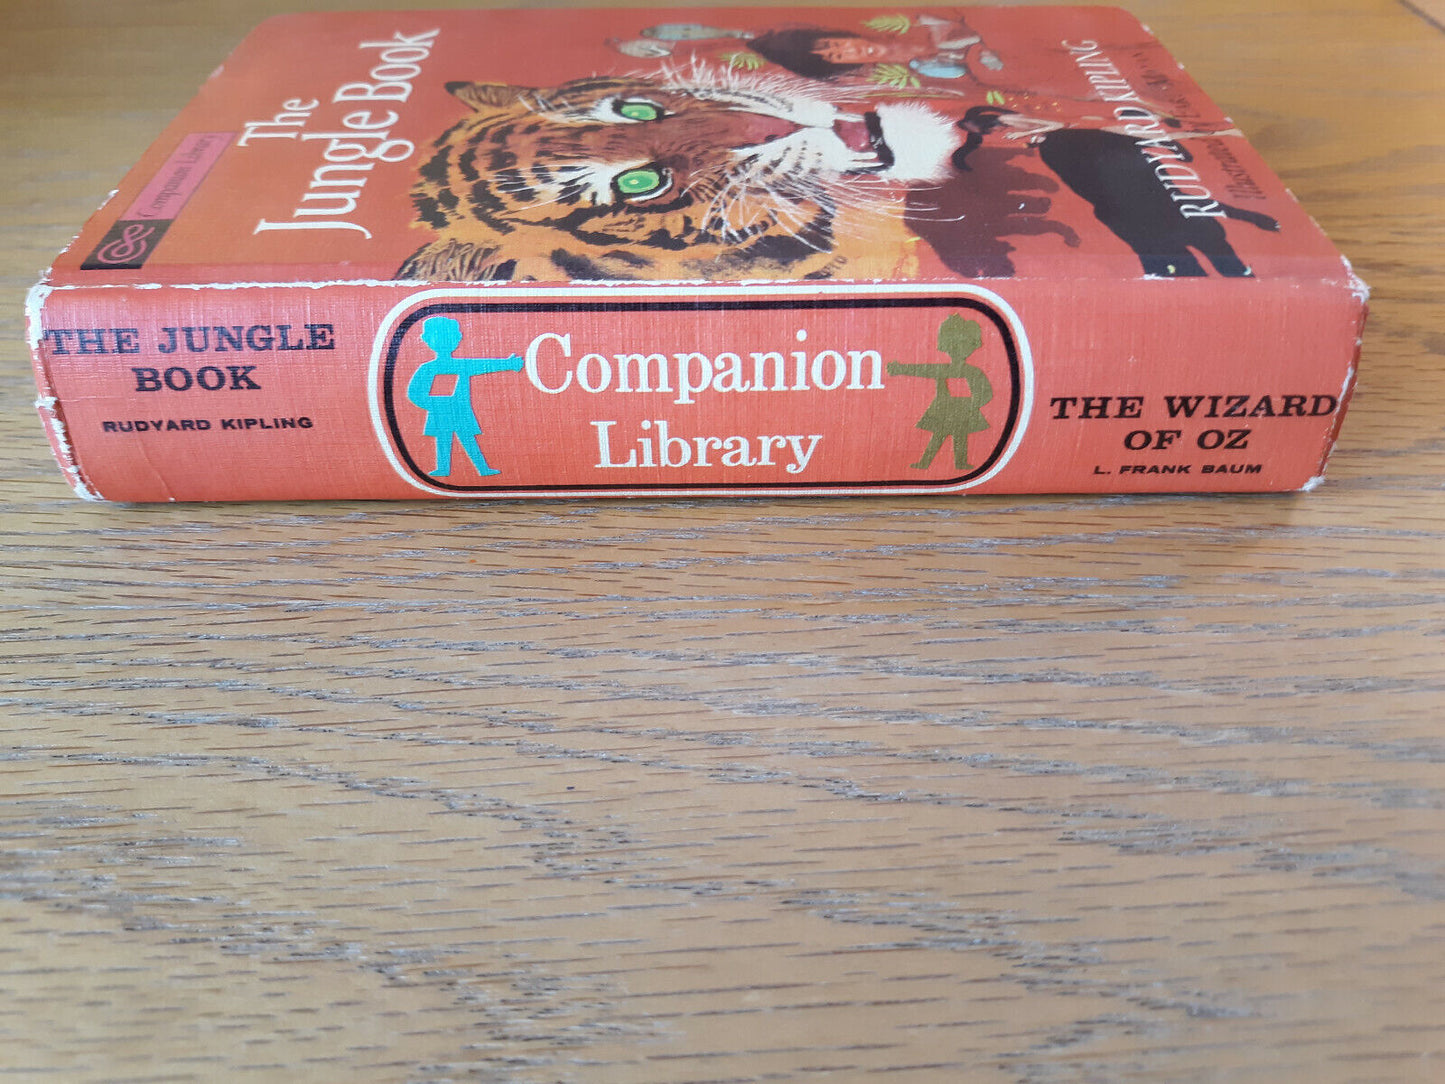 The
Jungle Book
Companion Library
RUDYARD KIPLING
Illustrated
THE JUNGLE
BOOK
RUDYARD KIPLING
Companion
Library
THE WIZARD
OF OZ
L. FRANK BAUM